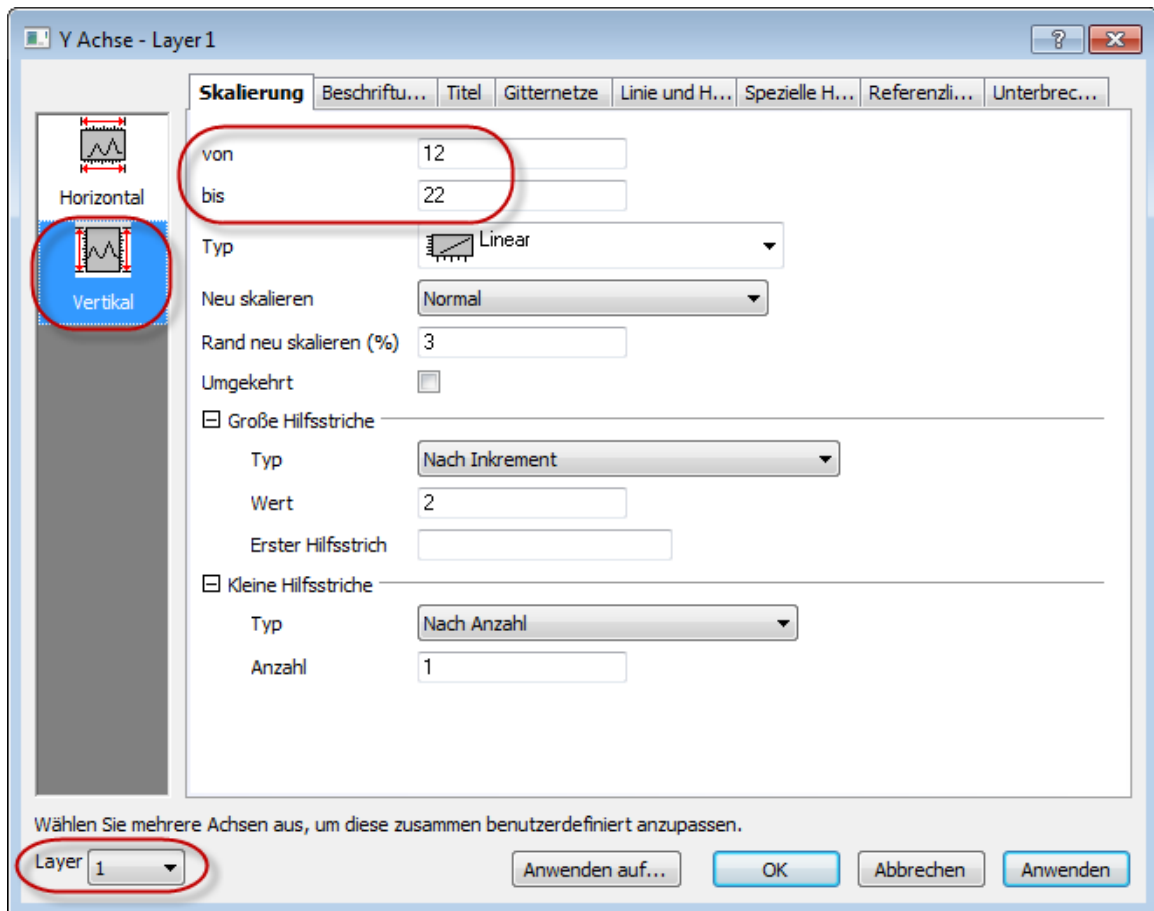 Y Achse - Layer 1
Skalierung Beschriftu... Titel Gitternetze Linie und H... Spezielle H... Referenzli... Unterbrec...
Horizontal
Vertikal
von 12
bis 22
Typ Linear
Neu skalieren Normal
Rand neu skalieren (%) 3
Umgekehrt
Große Hilfsstriche
Typ Nach Inkrement
Wert 2
Erster Hilfsstrich
Kleine Hilfsstriche
Typ Nach Anzahl
Anzahl 1
Wählen Sie mehrere Achsen aus, um diese zusammen benutzerdefiniert anzupassen.
Layer 1 Anwenden auf... OK Abbrechen Anwenden